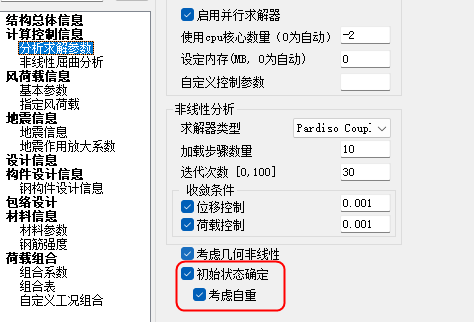 结构总体信息
计算控制信息
分析求解参数
非线性屈曲分析
风荷载信息
基本参数
指定风荷载
地震信息
地震信息
地震作用放大系数
设计信息
构件设计信息
钢构件设计信息
包络设计
材料信息
材料参数
钢筋强度
荷载组合
组合系数
组合表
自定义工况组合
启用并行求解器
使用cpu核心数量（0为自动） -2
设定内存(MB, 0为自动) 0
自定义控制参数
非线性分析
求解器类型 Pardiso Coupl
加载步骤数量 10
迭代次数 [0,100] 30
收敛条件
位移控制 0.001
荷载控制 0.001
考虑几何非线性
初始状态确定
考虑自重